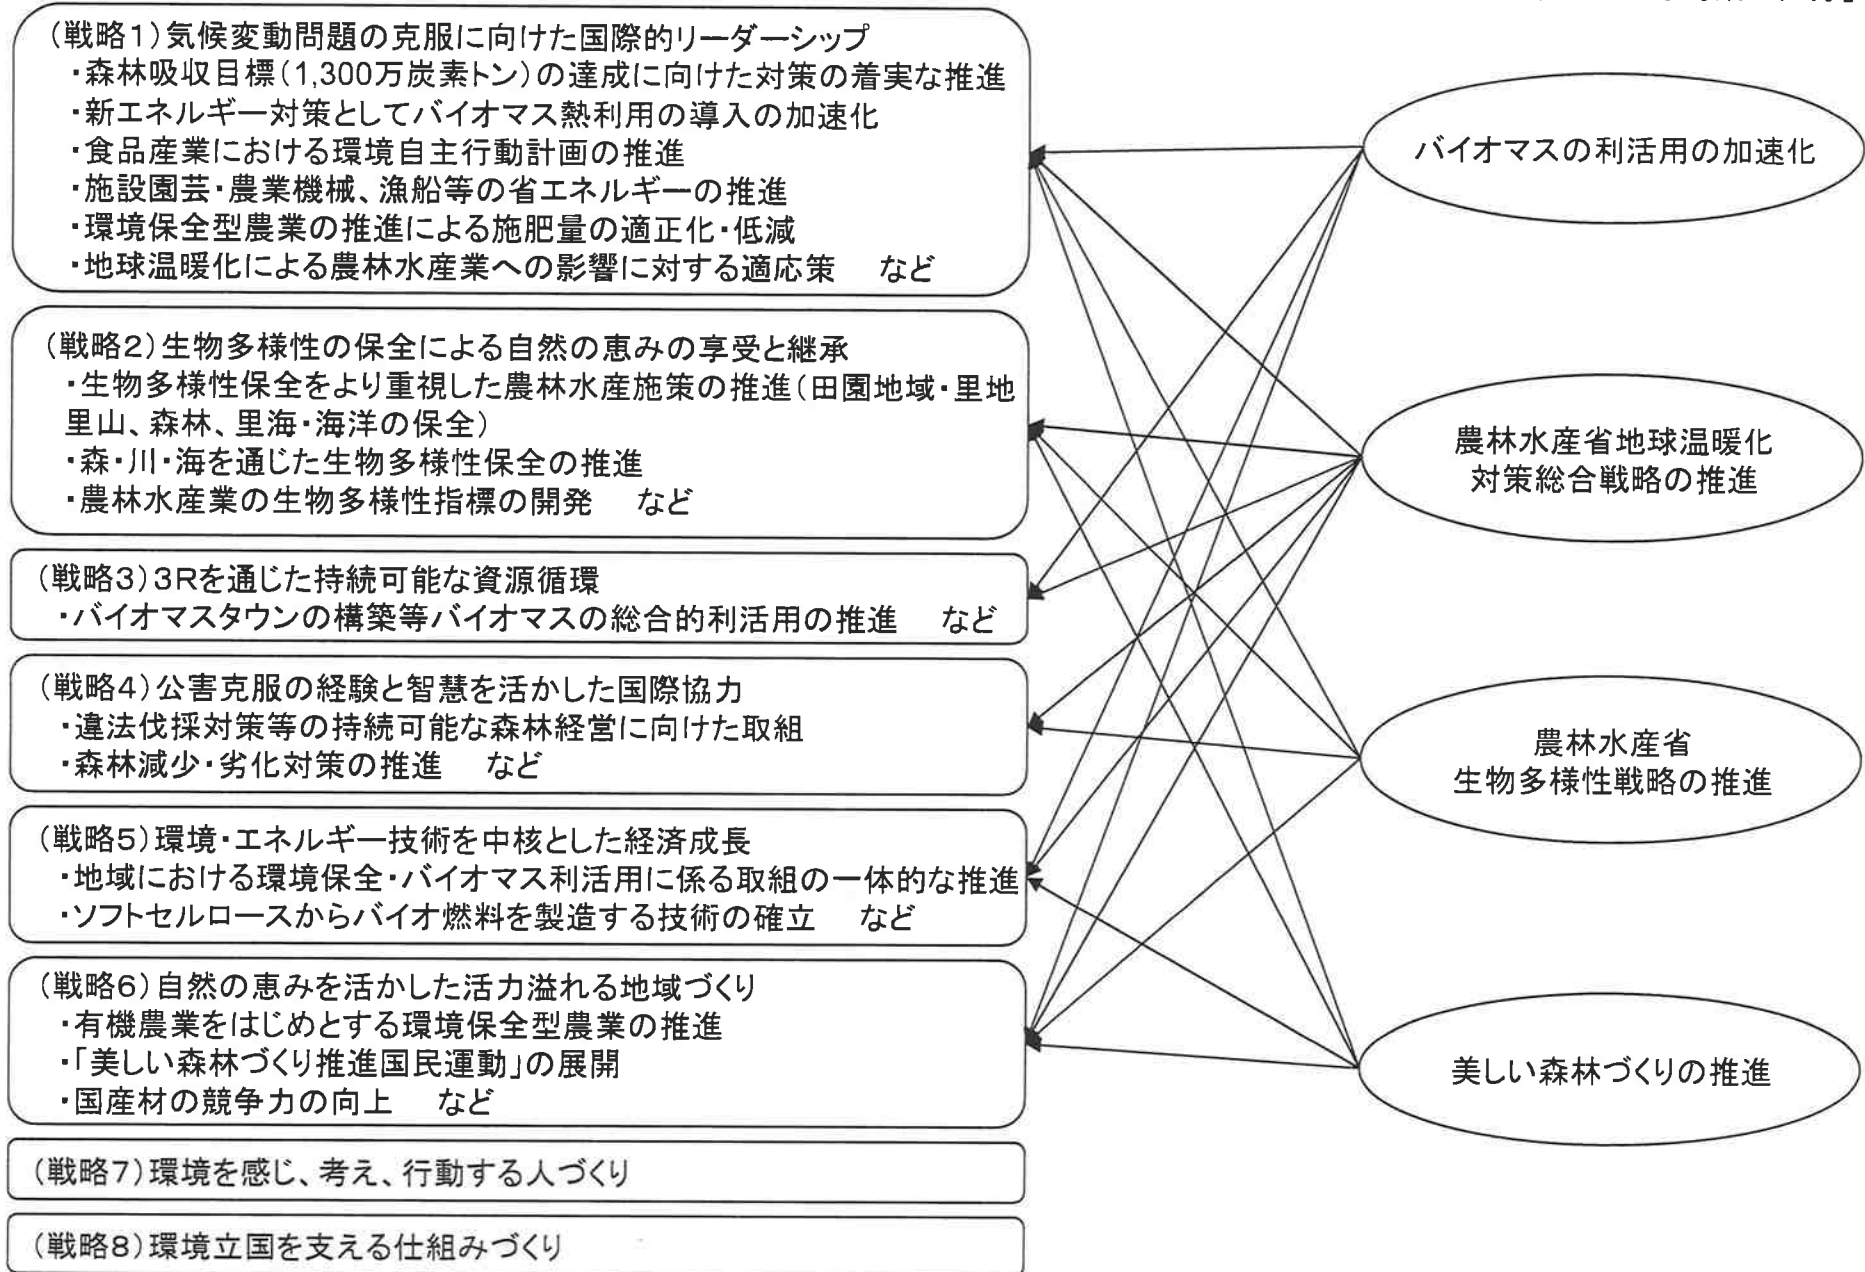 (戦略1)気候変動問題の克服に向けた国際的リーダーシップ
・森林吸収目標(1,300万炭素トン)の達成に向けた対策の着実な推進
・新エネルギー対策としてバイオマス熱利用の導入の加速化
・食品産業における環境自主行動計画の推進
・施設園芸・農業機械、漁船等の省エネルギーの推進
・環境保全型農業の推進による施肥量の適正化・低減
・地球温暖化による農林水産業への影響に対する適応策 など
(戦略2)生物多様性の保全による自然の恵みの享受と継承
・生物多様性保全をより重視した農林水産施策の推進(田園地域・里地
里山、森林、里海・海洋の保全)
・森・川・海を通じた生物多様性保全の推進
・農林水産業の生物多様性指標の開発 など
(戦略3)3Rを通じた持続可能な資源循環
・バイオマスタウンの構築等バイオマスの総合的利活用の推進 など
(戦略4)公害克服の経験と智慧を活かした国際協力
・違法伐採対策等の持続可能な森林経営に向けた取組
・森林減少・劣化対策の推進 など
(戦略5)環境・エネルギー技術を中核とした経済成長
・地域における環境保全・バイオマス利活用に係る取組の一体的な推進
・ソフトセルロースからバイオ燃料を製造する技術の確立 など
(戦略6)自然の恵みを活かした活力溢れる地域づくり
・有機農業をはじめとする環境保全型農業の推進
・「美しい森林づくり推進国民運動」の展開
・国産材の競争力の向上 など
(戦略7)環境を感じ、考え、行動する人づくり
(戦略8)環境立国を支える仕組みづくり
バイオマスの利活用の加速化
農林水産省地球温暖化
対策総合戦略の推進
農林水産省
生物多様性戦略の推進
美しい森林づくりの推進